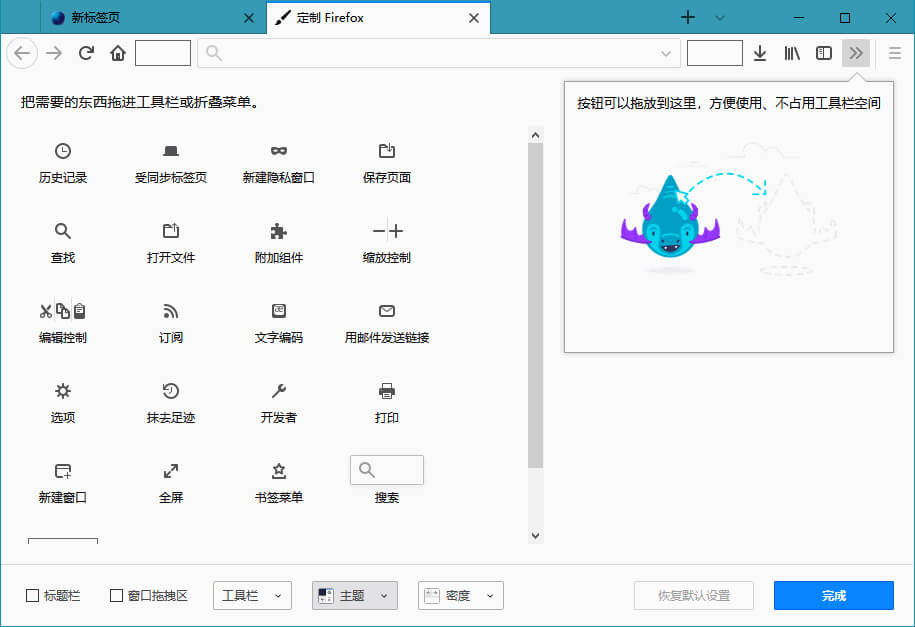 新标签页
定制 Firefox
把需要的东西拖进工具栏或折叠菜单。
按钮可以拖放到这里，方便使用、不占用工具栏空间
历史记录 受同步标签页 新建隐私窗口 保存页面
查找 打开文件 附加组件 缩放控制
编辑控制 订阅 文字编码 用邮件发送链接
选项 抹去足迹 开发者 打印
新建窗口 全屏 书签菜单 搜索
标题栏 窗口拖拽区 工具栏 主题 密度 恢复默认设置 完成